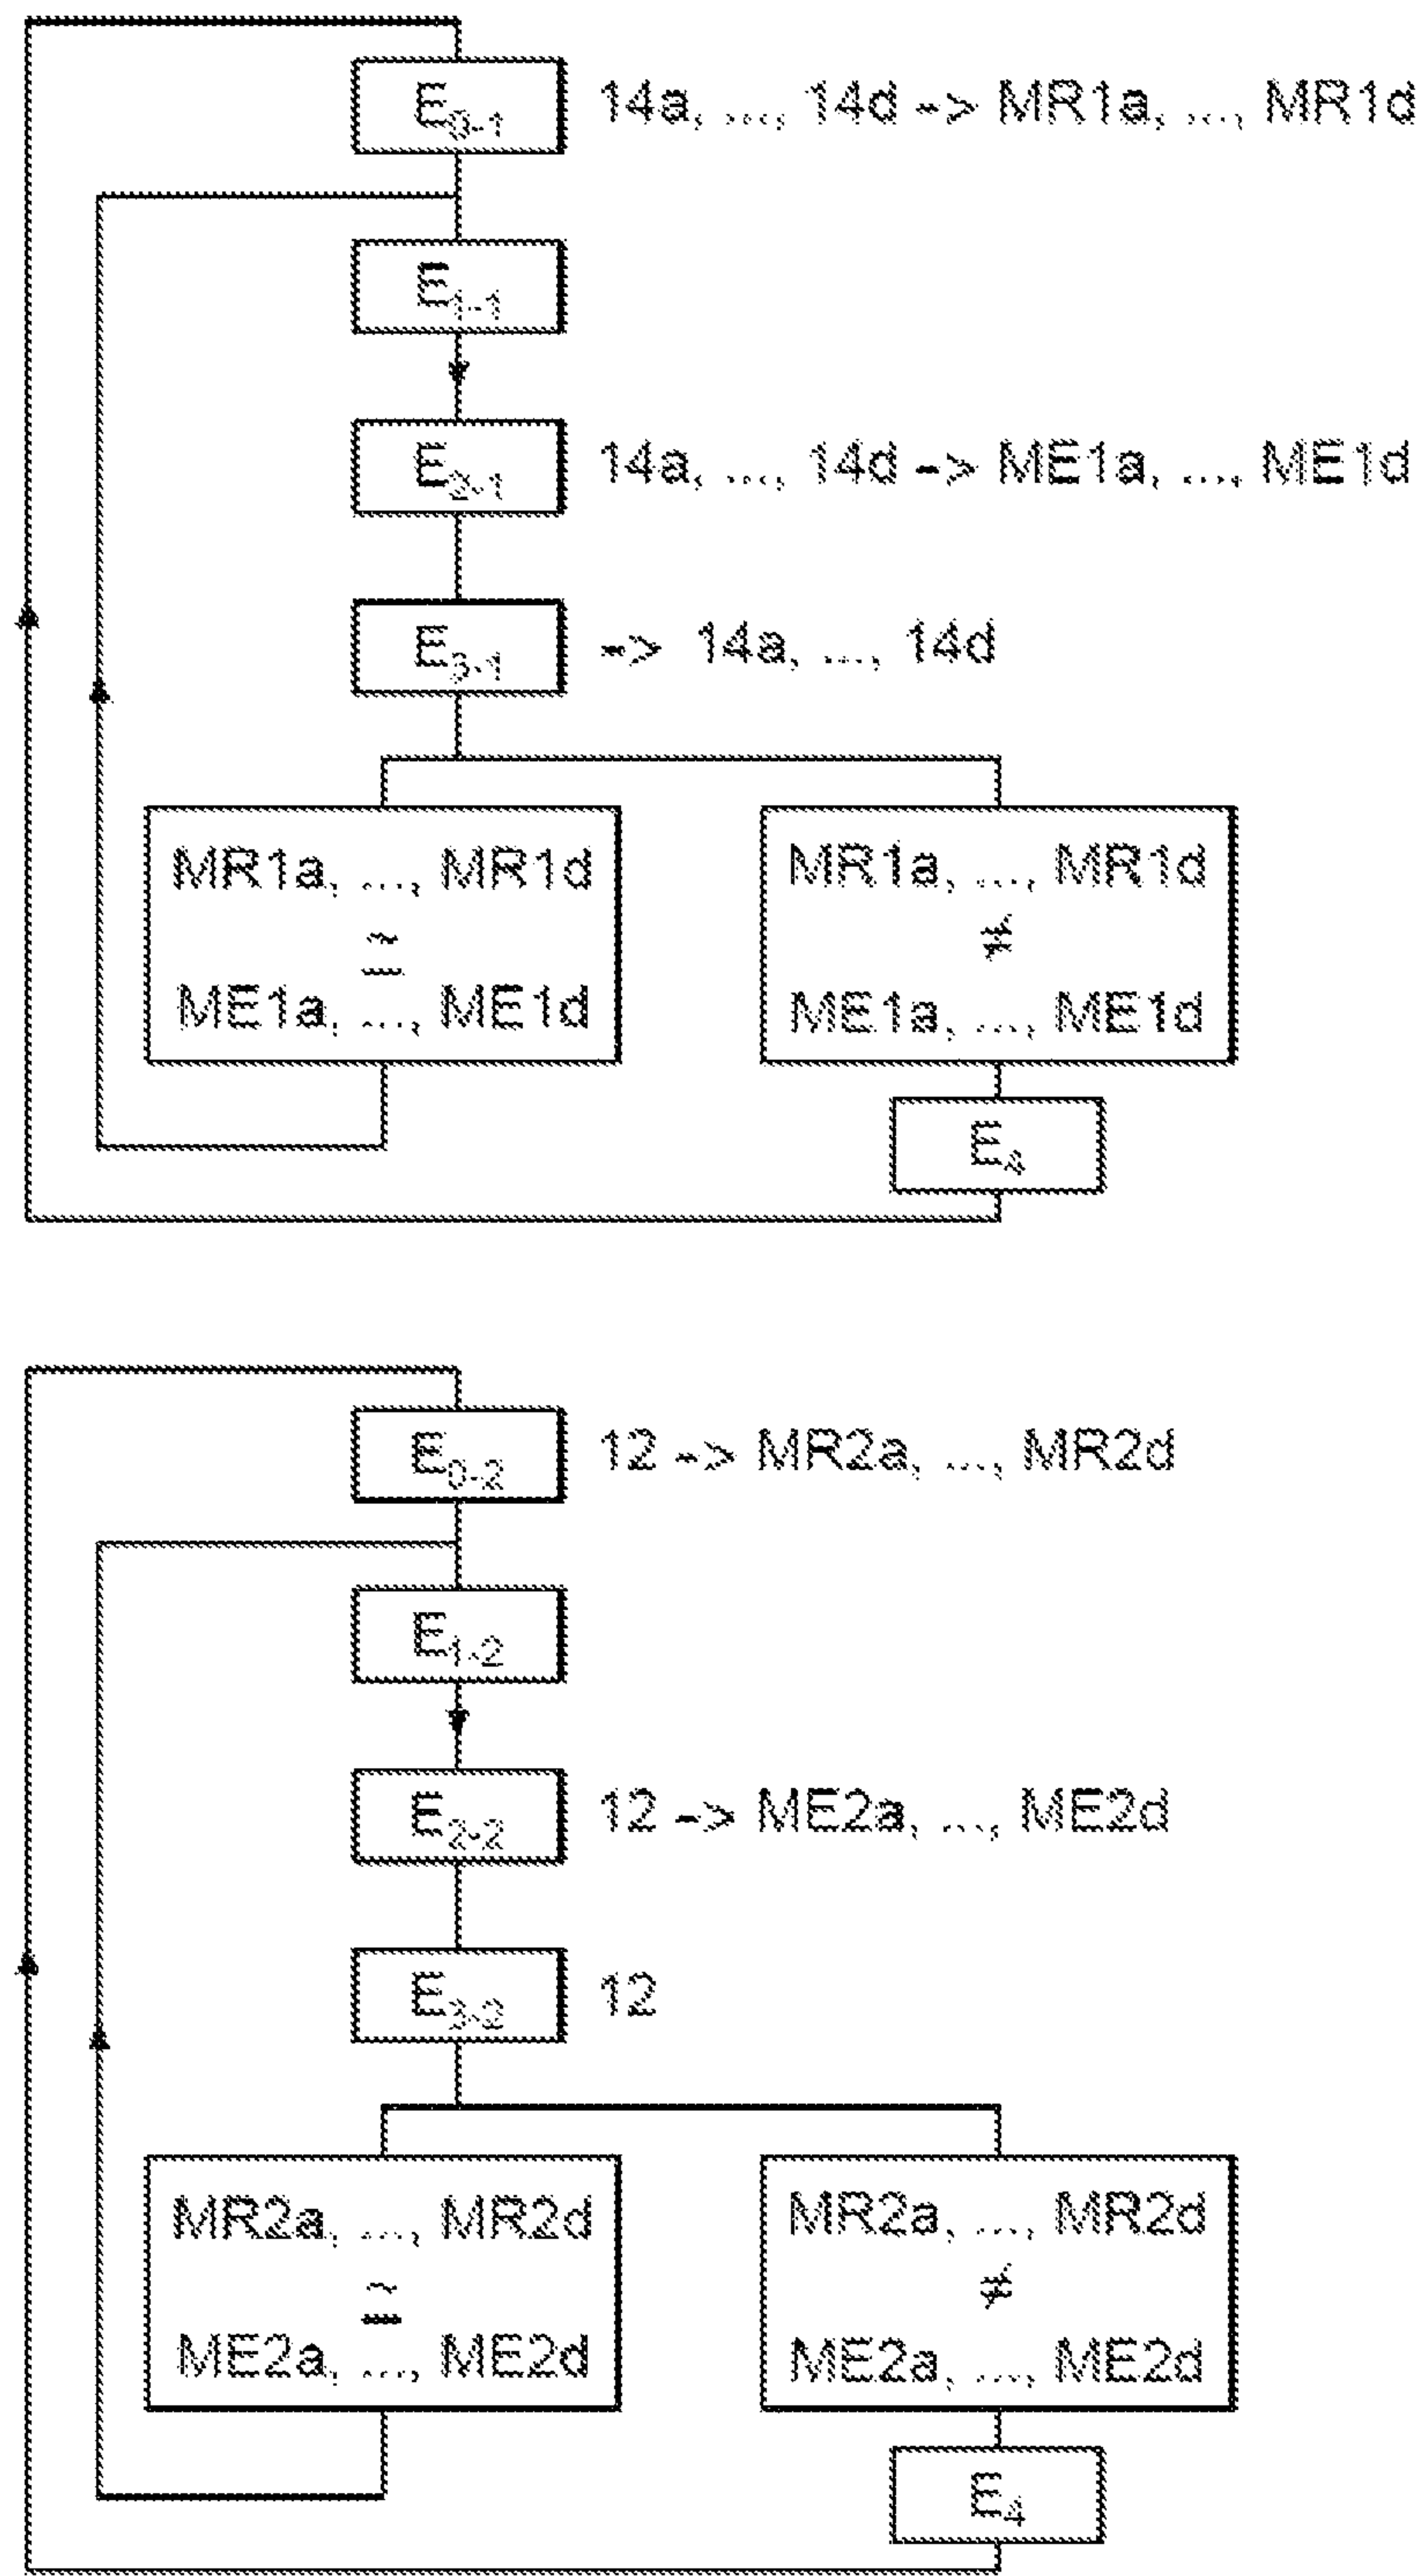 E0-1 14a, ..., 14d -> MR1a, ..., MR1d
E1-1
E2-1 14a, ..., 14d -> ME1a, ..., ME1d
E3-1 -> 14a, ..., 14d
MR1a, ..., MR1d MR1a, ..., MR1d
≃ ≠
ME1a, ..., ME1d ME1a, ..., ME1d
E4
E0-2 12 -> MR2a, ..., MR2d
E1-2
E2-2 12 -> ME2a, ..., ME2d
E3-2 12
MR2a, ..., MR2d MR2a, ..., MR2d
≃ ≠
ME2a, ..., ME2d ME2a, ..., ME2d
E4